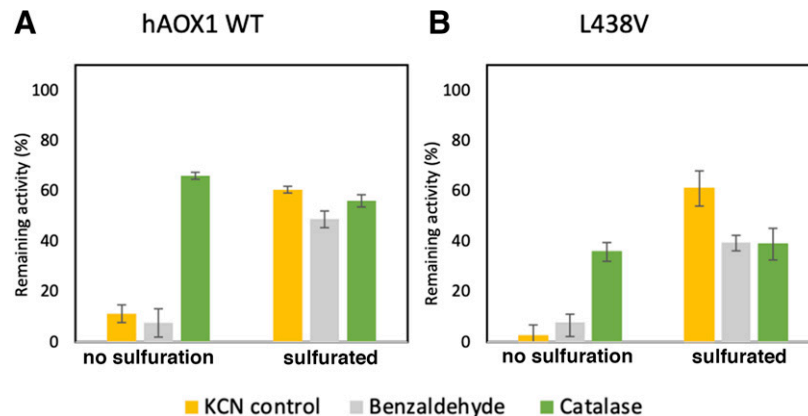 A
hAOX1 WT
B
L438V
Remaining activity (%)
100
80
60
40
20
0
no sulfuration
sulfurated
Remaining activity (%)
100
80
60
40
20
0
no sulfuration
sulfurated
KCN control
Benzaldehyde
Catalase